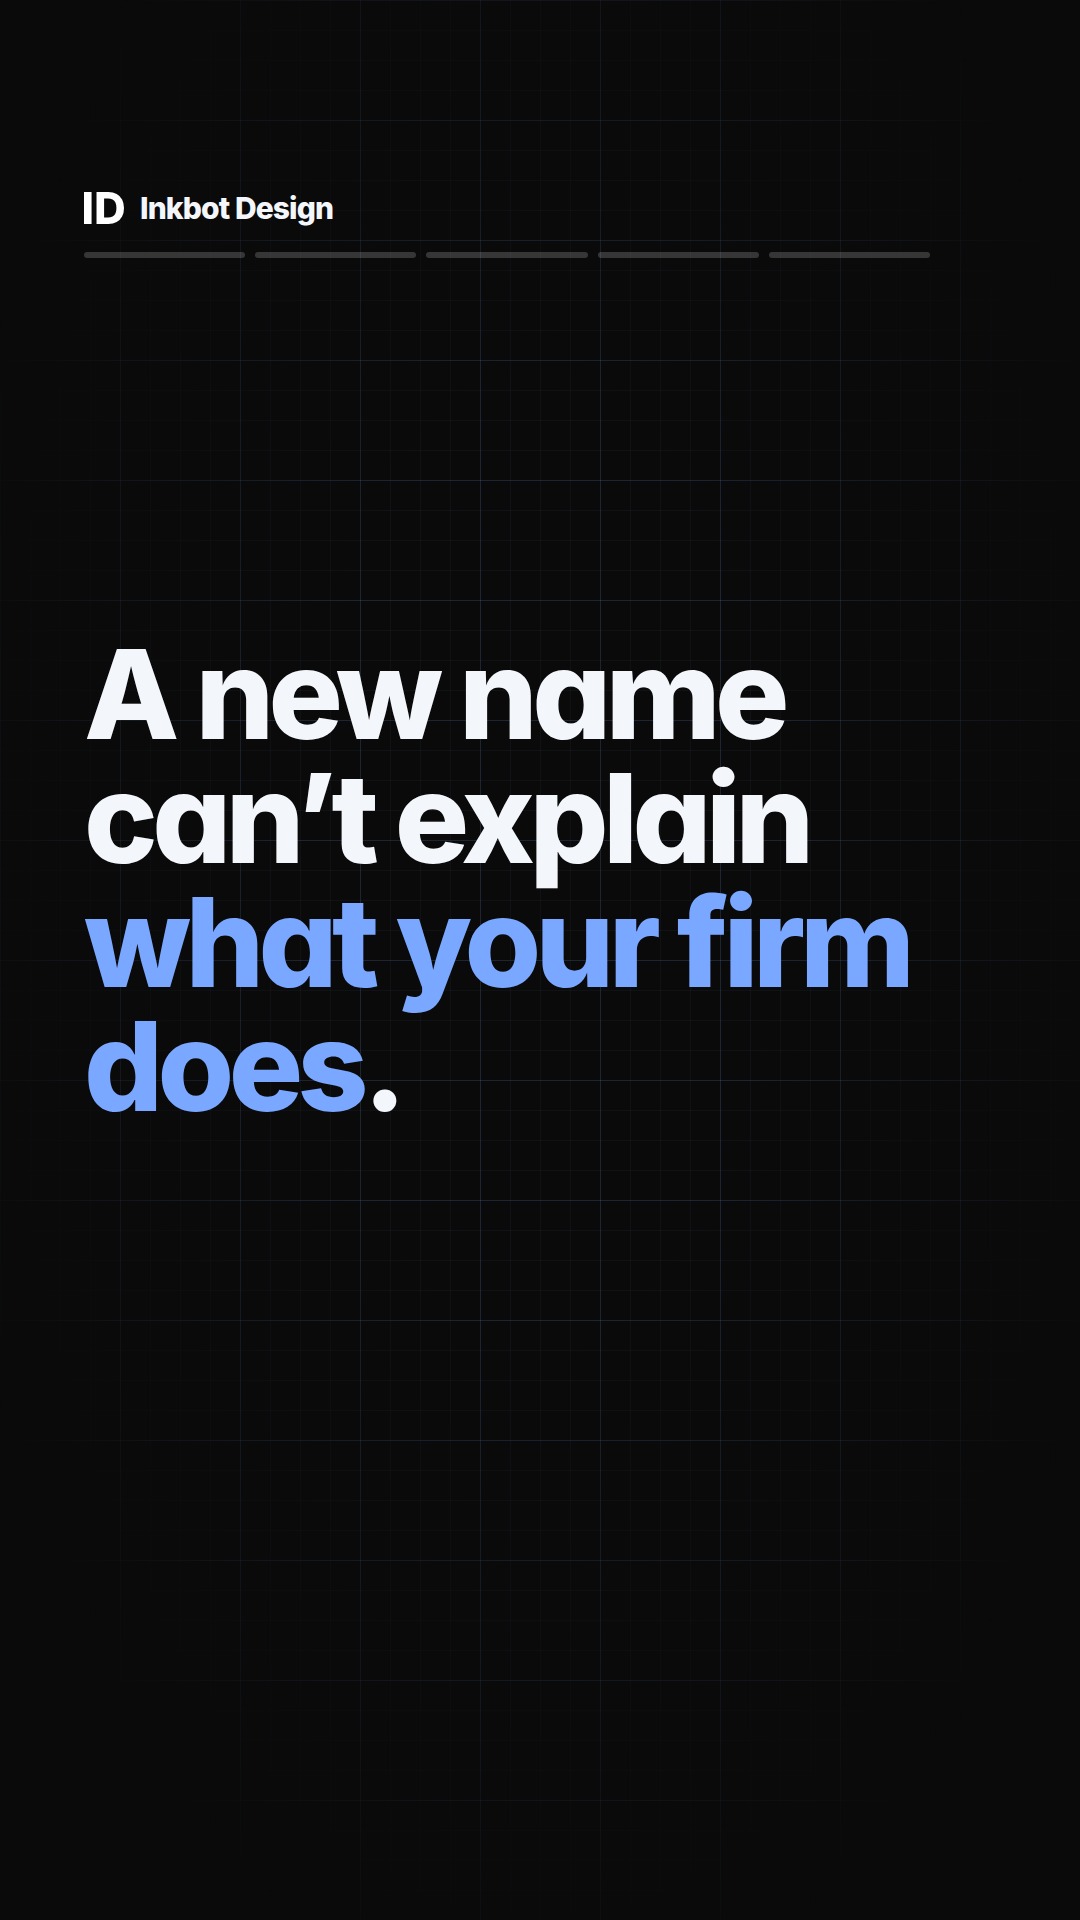 ID Inkbot Design
A new name
can’t explain
what your firm
does.